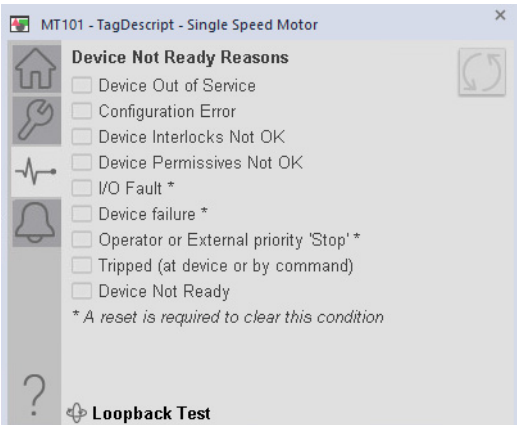 MT101 - TagDescript - Single Speed Motor
Device Not Ready Reasons
Device Out of Service
Configuration Error
Device Interlocks Not OK
Device Permissives Not OK
I/O Fault *
Device failure *
Operator or External priority 'Stop' *
Tripped (at device or by command)
Device Not Ready
* A reset is required to clear this condition
?
Loopback Test